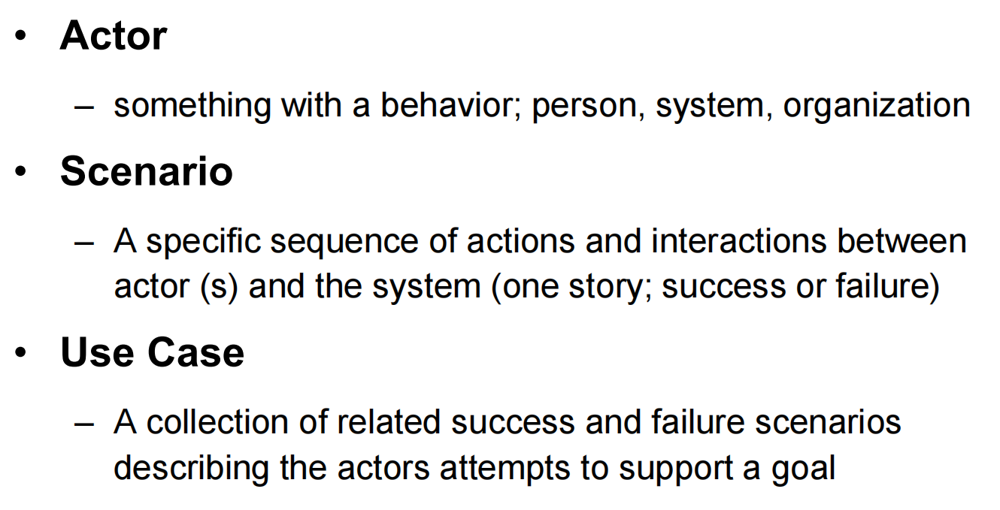 • Actor
– something with a behavior; person, system, organization
• Scenario
– A specific sequence of actions and interactions between
actor (s) and the system (one story; success or failure)
• Use Case
– A collection of related success and failure scenarios
describing the actors attempts to support a goal